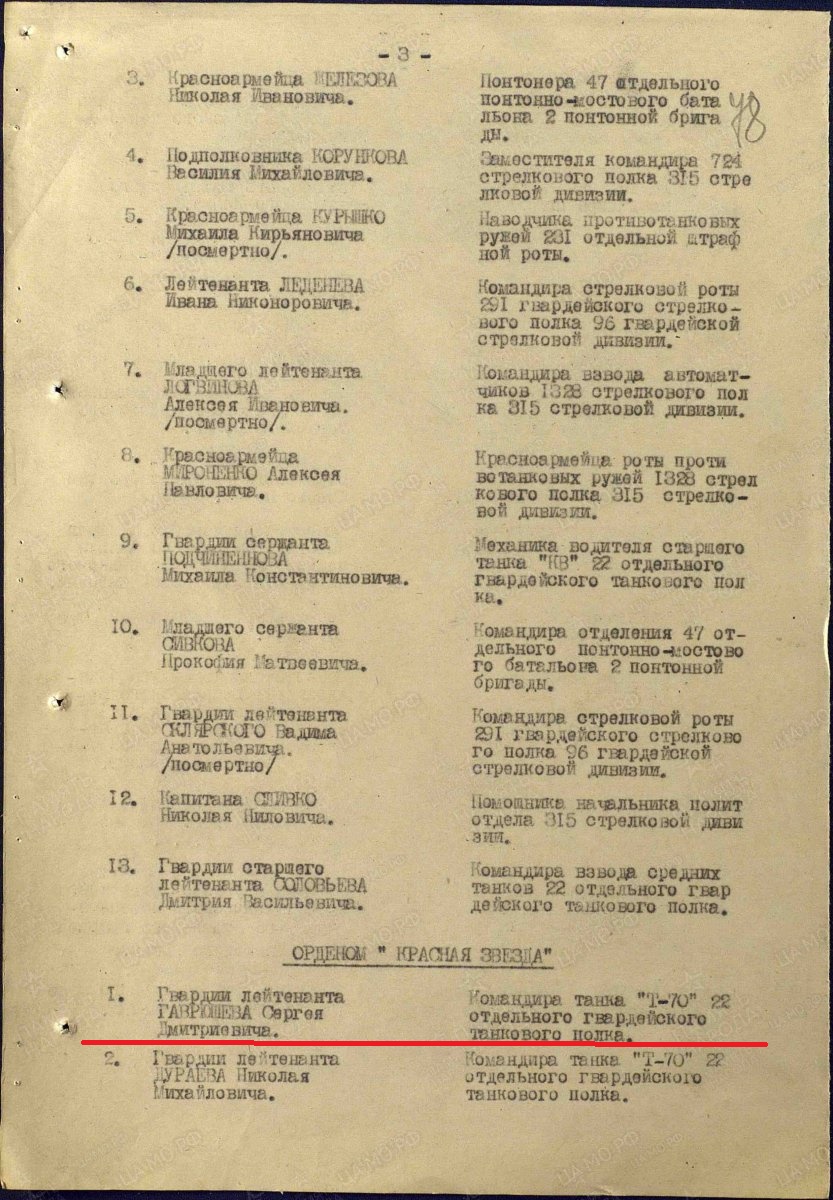 - 3 -
78
3. Красноармейца ЖЕЛЕЗОВА
Николая Ивановича.
Понтонера 47 отдельного
понтонно-мостового бата
льона 2 понтонной брига
ды.
4. Подполковника КОРУНКОВА
Василия Михайловича.
Заместителя командира 724
стрелкового полка 315 стре
лковой дивизии.
5. Красноармейца КУРЫШКО
Михаила Кирьяновича
/посмертно/.
Наводчика противотанковых
ружей 231 отдельной штраф
ной роты.
6. Лейтенанта ЛЕДЕНЕВА
Ивана Никоноровича.
Командира стрелковой роты
291 гвардейского стрелко-
вого полка 96 гвардейской
стрелковой дивизии.
7. Младшего лейтенанта
ЛОГВИНОВА
Алексея Ивановича.
/посмертно/.
Командира взвода автомат-
чиков 1328 стрелкового пол
ка 315 стрелковой дивизии.
8. Красноармейца
МИРОНЕНКО Алексея
Павловича.
Красноармейца роты проти
вотанковых ружей 1328 стрел
кового полка 315 стрелко-
вой дивизии.
9. Гвардии сержанта
ПОДЧИНЕННОВА
Михаила Константиновича.
Механика водителя старшего
танка "КВ" 22 отдельного
гвардейского танкового пол
ка.
10. Младшего сержанта
СИВКОВА
Прокофия Матвеевича.
Командира отделения 47 от-
дельного понтонно-мостово
го батальона 2 понтонной
бригады.
11. Гвардии лейтенанта
СКЛЯРСКОГО Вадима
Анатольевича.
/посмертно/
Командира стрелковой роты
291 гвардейского стрелково
го полка 96 гвардейской
стрелковой дивизии.
12. Капитана СЛИВКО
Николая Ниловича.
Помощника начальника полит
отдела 315 стрелковой диви
зии.
13. Гвардии старшего
лейтенанта СОЛОВЬЕВА
Дмитрия Васильевича.
Командира взвода средних
танков 22 отдельного гвар
дейского танкового полка.
ОРДЕНОМ " КРАСНАЯ ЗВЕЗДА"
1. Гвардии лейтенанта
ГАВРЮШЕВА Сергея
Дмитриевича.
Командира танка "Т-70" 22
отдельного гвардейского
танкового полка.
2. Гвардии лейтенанта
ДУРАЕВА Николая
Михайловича.
Командира танка "Т-70" 22
отдельного гвардейского
танкового полка.